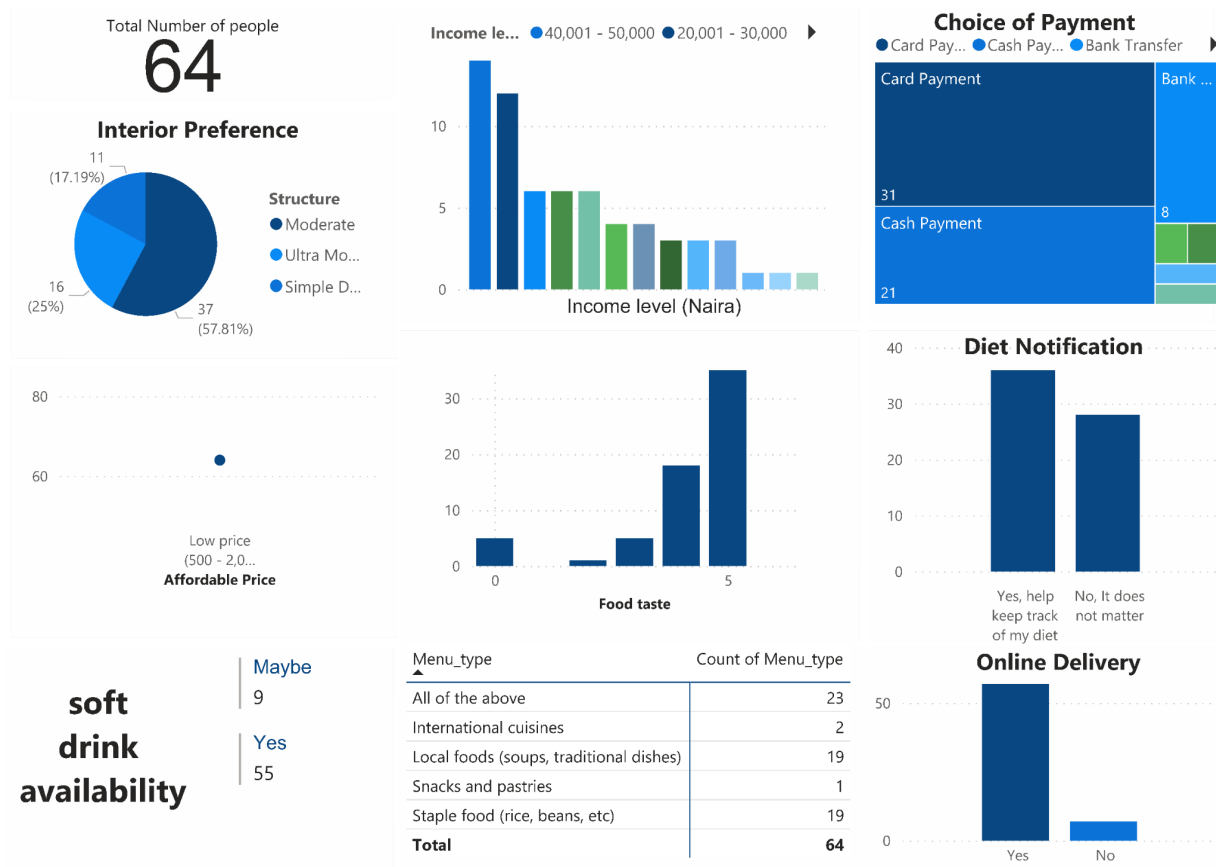 Total Number of people
64
Interior Preference
11
(17.19%)
16
(25%)
37
(57.81%)
Structure
Moderate
Ultra Mo...
Simple D...
Income le...
40,001 - 50,000
20,001 - 30,000
10
5
0
Income level (Naira)
Choice of Payment
Card Pay...
Cash Pay...
Bank Transfer
Card Payment
31
Cash Payment
21
Bank ...
8
80
60
Low price
(500 - 2,0...
Affordable Price
30
20
10
0
0
5
Food taste
Diet Notification
40
30
20
10
0
Yes, help
keep track
of my diet
No, It does
not matter
soft
drink
availability
Maybe
9
Yes
55
Menu_type Count of Menu_type
All of the above 23
International cuisines 2
Local foods (soups, traditional dishes) 19
Snacks and pastries 1
Staple food (rice, beans, etc) 19
Total 64
Online Delivery
50
0
Yes
No